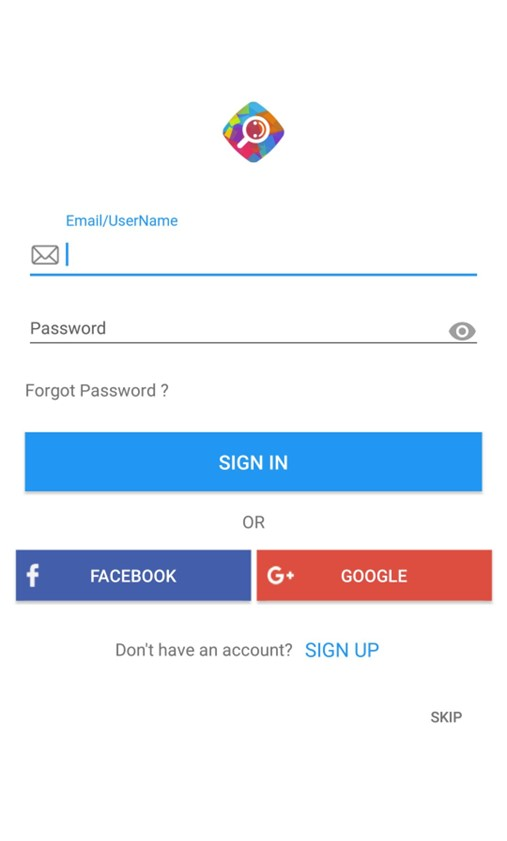 Email/UserName
Password
Forgot Password ?
SIGN IN
OR
f FACEBOOK G+ GOOGLE
Don't have an account? SIGN UP
SKIP